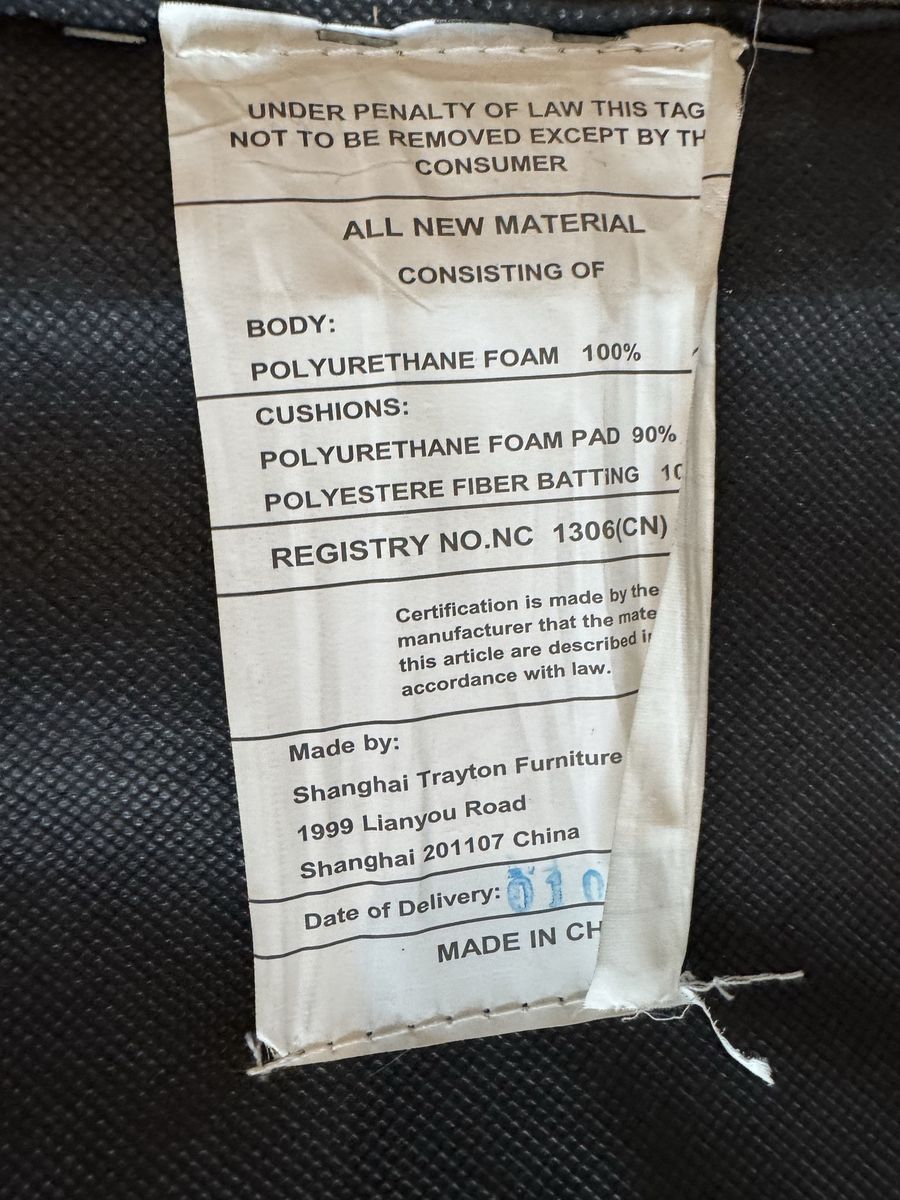 UNDER PENALTY OF LAW THIS TAG
NOT TO BE REMOVED EXCEPT BY TH
CONSUMER
ALL NEW MATERIAL
CONSISTING OF
BODY:
POLYURETHANE FOAM 100%
CUSHIONS:
POLYURETHANE FOAM PAD 90%
POLYESTERE FIBER BATTiNG 10
REGISTRY NO.NC 1306(CN)
Certification is made by the
manufacturer that the mate
this article are described in
accordance with law.
Made by:
Shanghai Trayton Furniture
1999 Lianyou Road
Shanghai 201107 China
Date of Delivery: 010
MADE IN CH